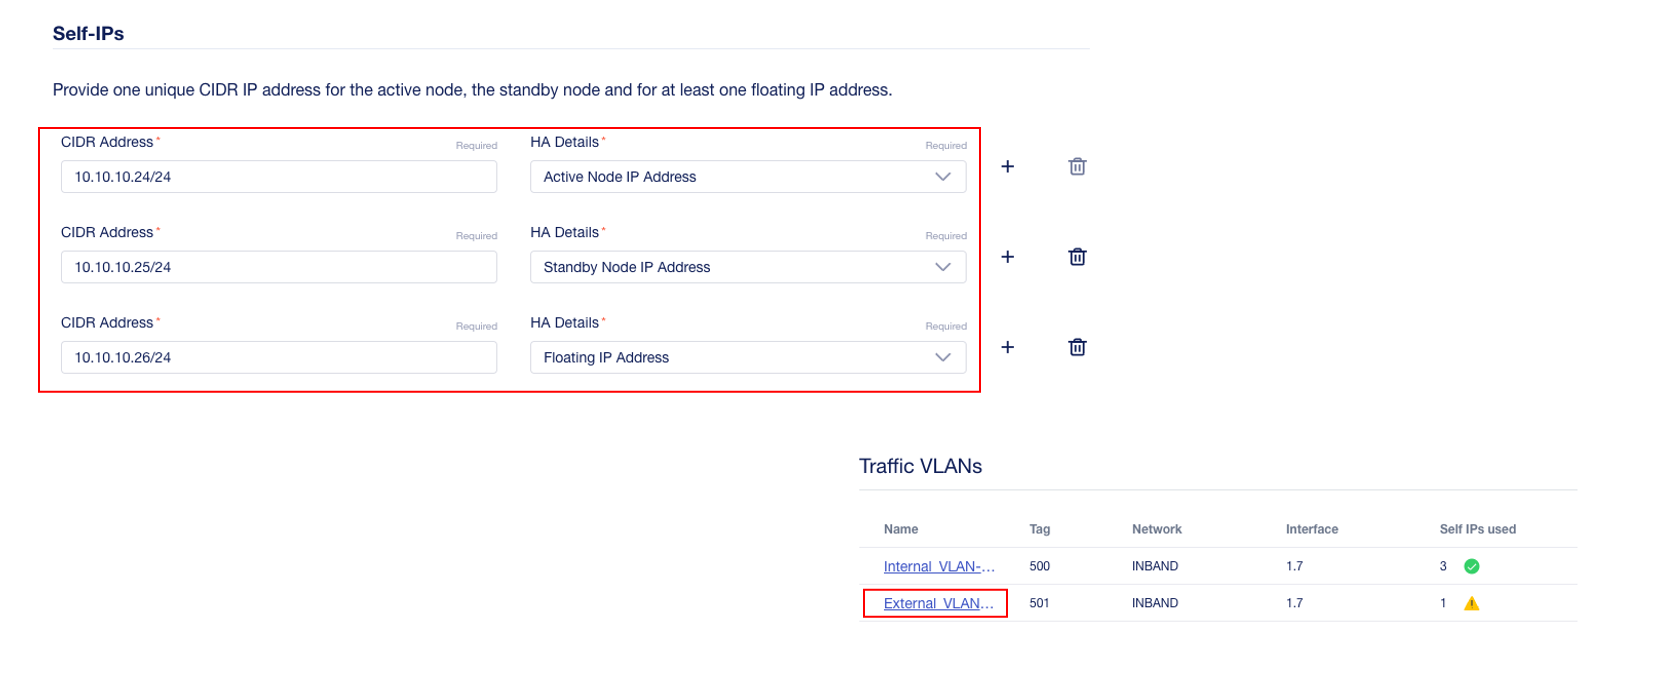 Self-IPs
Provide one unique CIDR IP address for the active node, the standby node and for at least one floating IP address.
CIDR Address* Required HA Details* Required
10.10.10.24/24 Active Node IP Address
CIDR Address* Required HA Details* Required
10.10.10.25/24 Standby Node IP Address
CIDR Address* Required HA Details* Required
10.10.10.26/24 Floating IP Address
Traffic VLANs
Name Tag Network Interface Self IPs used
Internal_VLAN-... 500 INBAND 1.7 3
External_VLAN... 501 INBAND 1.7 1